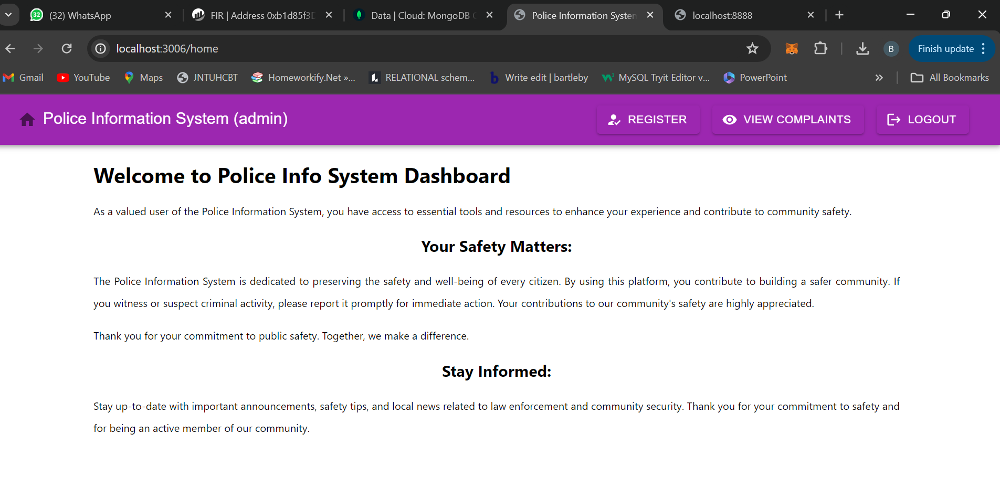 32 (32) WhatsApp FIR | Address 0xb1d85f3 Data | Cloud: MongoDB Police Information System localhost:8888
localhost:3006/home B Finish update
Gmail YouTube Maps JNTUHCBT Homeworkify.Net »... RELATIONAL schem... Write edit | bartleby MySQL Tryit Editor v... PowerPoint » All Bookmarks
Police Information System (admin) REGISTER VIEW COMPLAINTS LOGOUT
Welcome to Police Info System Dashboard
As a valued user of the Police Information System, you have access to essential tools and resources to enhance your experience and contribute to community safety.
Your Safety Matters:
The Police Information System is dedicated to preserving the safety and well-being of every citizen. By using this platform, you contribute to building a safer community. If
you witness or suspect criminal activity, please report it promptly for immediate action. Your contributions to our community's safety are highly appreciated.
Thank you for your commitment to public safety. Together, we make a difference.
Stay Informed:
Stay up-to-date with important announcements, safety tips, and local news related to law enforcement and community security. Thank you for your commitment to safety and
for being an active member of our community.